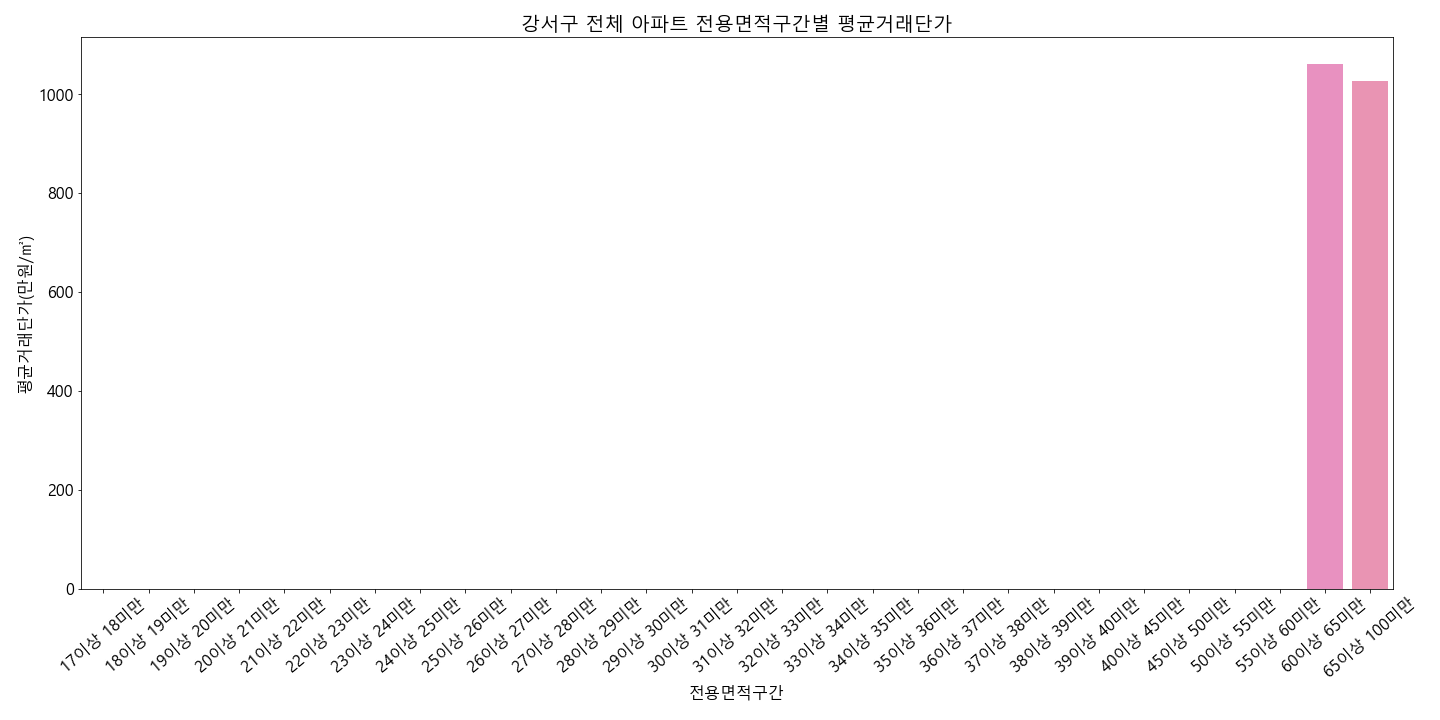 강서구 전체 아파트 전용면적구간별 평균거래단가
평균거래단가(만원/㎡)
1000
800
600
400
200
0
17이상 18미만
18이상 19미만
19이상 20미만
20이상 21미만
21이상 22미만
22이상 23미만
23이상 24미만
24이상 25미만
25이상 26미만
26이상 27미만
27이상 28미만
28이상 29미만
29이상 30미만
30이상 31미만
31이상 32미만
32이상 33미만
33이상 34미만
34이상 35미만
35이상 36미만
36이상 37미만
37이상 38미만
38이상 39미만
39이상 40미만
40이상 45미만
45이상 50미만
50이상 55미만
55이상 60미만
60이상 65미만
65이상 100미만
전용면적구간